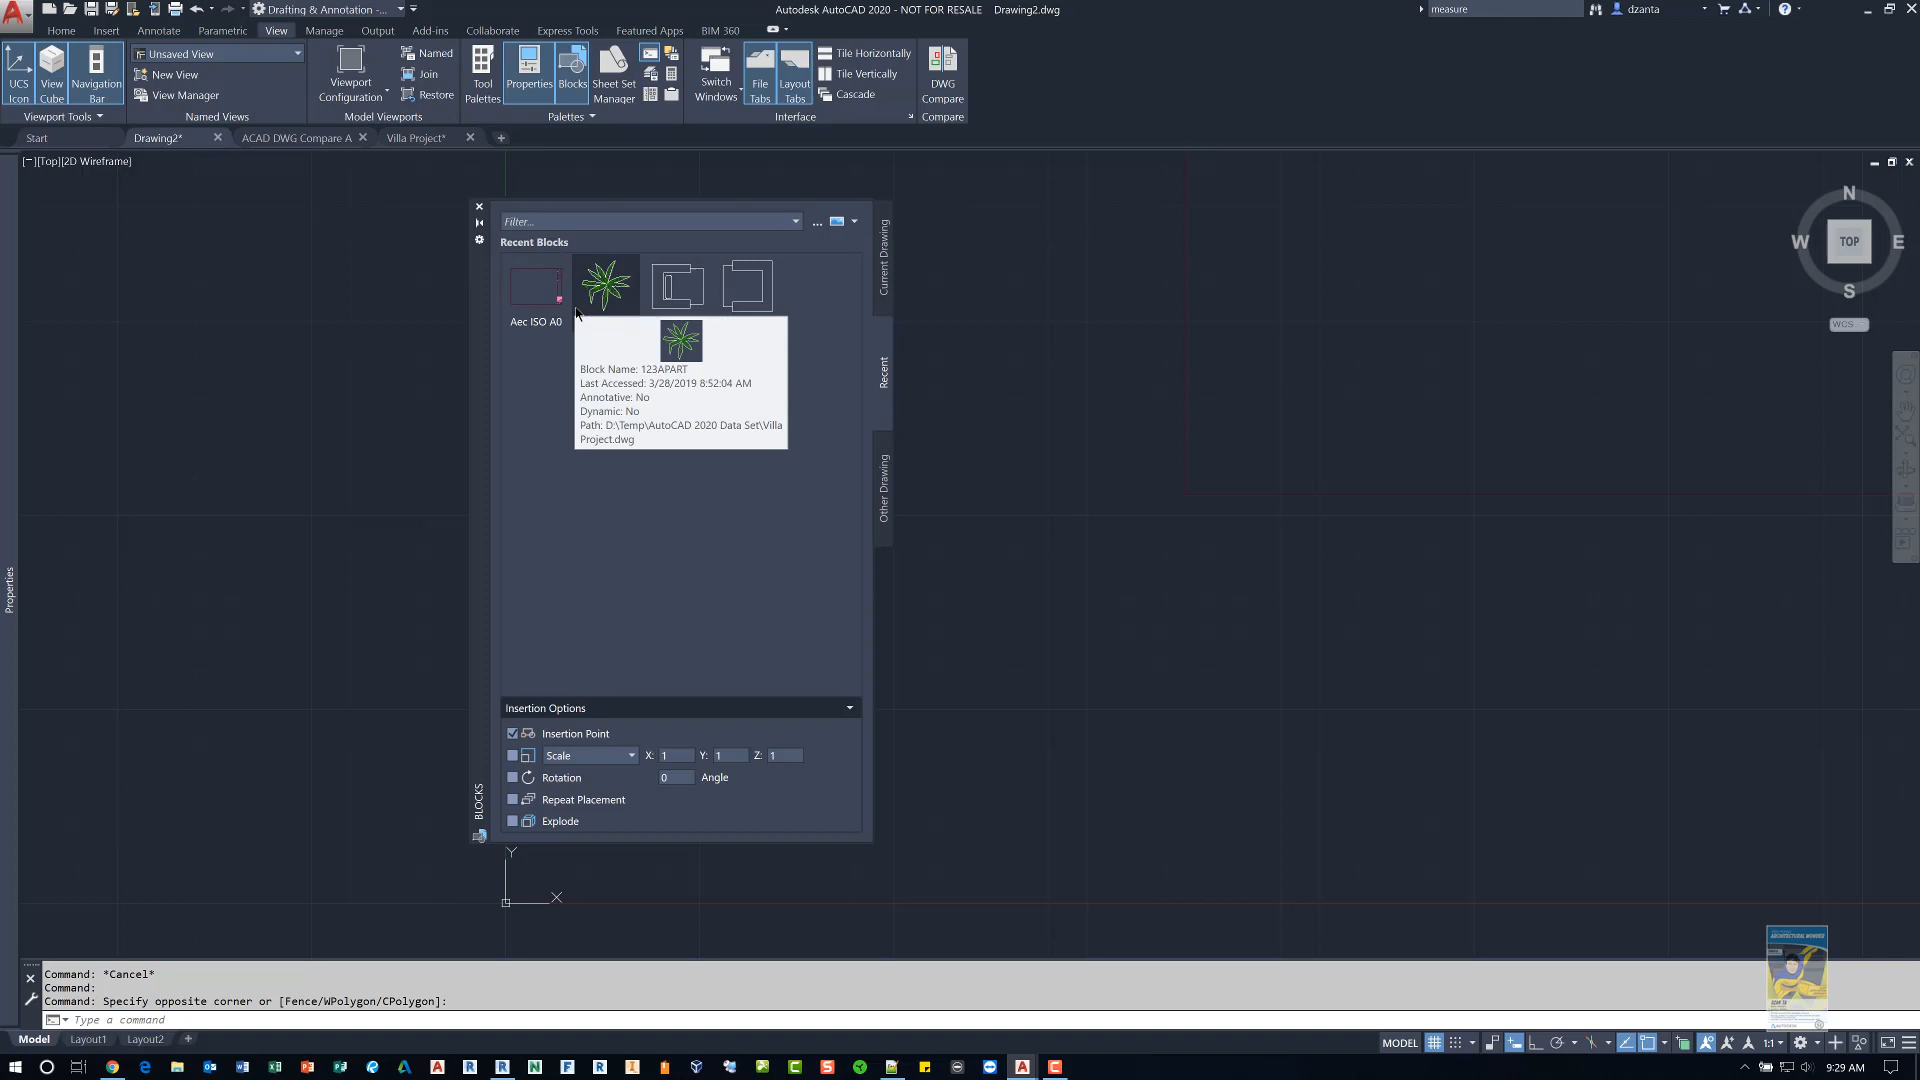 Drafting & Annotation -...
Autodesk AutoCAD 2020 - NOT FOR RESALE Drawing2.dwg
measure
dzanta
Home Insert Annotate Parametric View Manage Output Add-ins Collaborate Express Tools Featured Apps BIM 360
UCS Icon
View Cube
Navigation Bar
Viewport Tools
Unsaved View
New View
View Manager
Named Views
Viewport Configuration
Named
Join
Restore
Model Viewports
Tool Palettes
Properties
Blocks
Sheet Set Manager
Palettes
Switch Windows
File Tabs
Layout Tabs
Tile Horizontally
Tile Vertically
Cascade
Interface
DWG Compare
Compare
Start Drawing2* ACAD DWG Compare A Villa Project*
[−][Top][2D Wireframe]
N
W TOP E
S
WCS
Properties
Filter...
...
Recent Blocks
Aec ISO A0
Block Name: 123APART
Last Accessed: 3/28/2019 8:52:04 AM
Annotative: No
Dynamic: No
Path: D:\Temp\AutoCAD 2020 Data Set\Villa
Project.dwg
Current Drawing
Recent
Other Drawing
Insertion Options
Insertion Point
Scale X: 1 Y: 1 Z: 1
Rotation 0 Angle
Repeat Placement
Explode
BLOCKS
Y
X
Command: *Cancel*
Command:
Command: Specify opposite corner or [Fence/WPolygon/CPolygon]:
Type a command
ARCHITECTURAL WONDER
AUTODESK
Model Layout1 Layout2
MODEL
1:1
9:29 AM